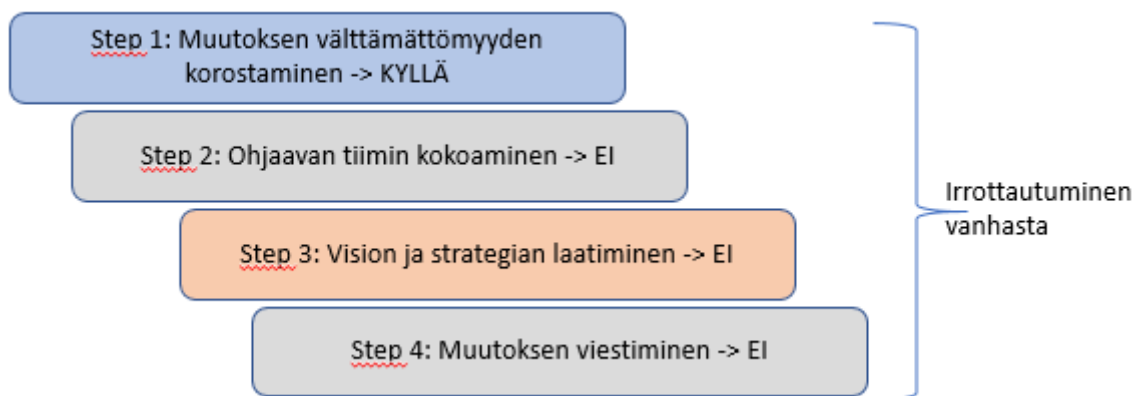 Step 1: Muutoksen välttämättömyyden
korostaminen -> KYLLÄ
Step 2: Ohjaavan tiimin kokoaminen -> EI
Step 3: Vision ja strategian laatiminen -> EI
Step 4: Muutoksen viestiminen -> EI
Irrottautuminen
vanhasta